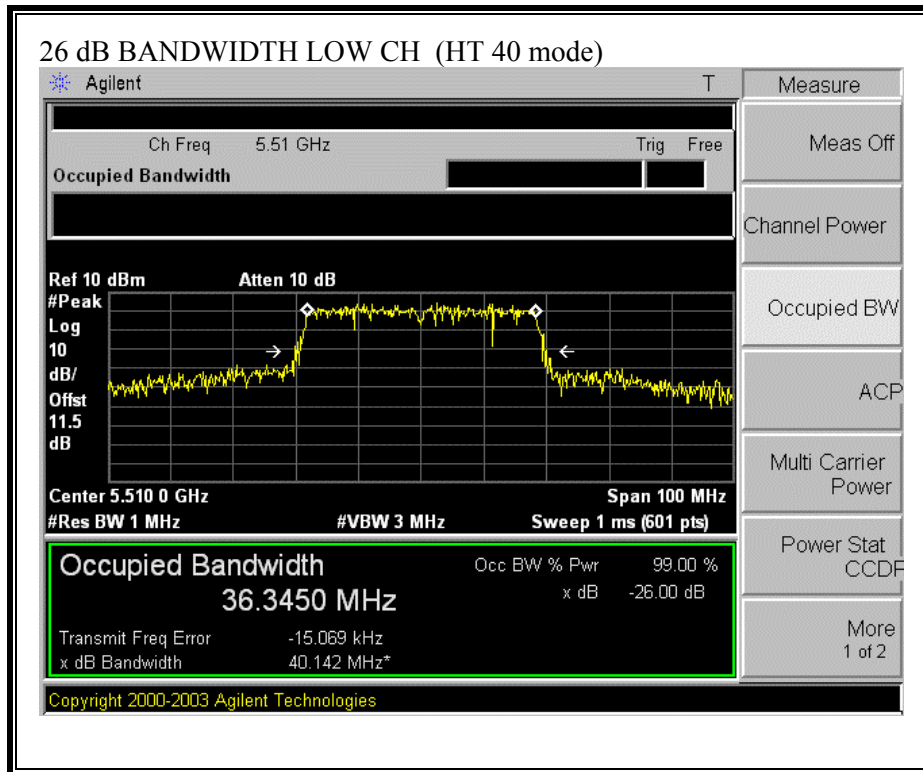 26 dB BANDWIDTH LOW CH (HT 40 mode)
Agilent T
Ch Freq 5.51 GHz Trig Free
Occupied Bandwidth
Ref 10 dBm Atten 10 dB
#Peak
Log
10
dB/
Offst
11.5
dB
Center 5.510 0 GHz Span 100 MHz
#Res BW 1 MHz #VBW 3 MHz Sweep 1 ms (601 pts)
Occupied Bandwidth
36.3450 MHz
Occ BW % Pwr 99.00 %
x dB -26.00 dB
Transmit Freq Error -15.069 kHz
x dB Bandwidth 40.142 MHz*
Copyright 2000-2003 Agilent Technologies
Measure
Meas Off
Channel Power
Occupied BW
ACP
Multi Carrier
Power
Power Stat
CCDF
More
1 of 2